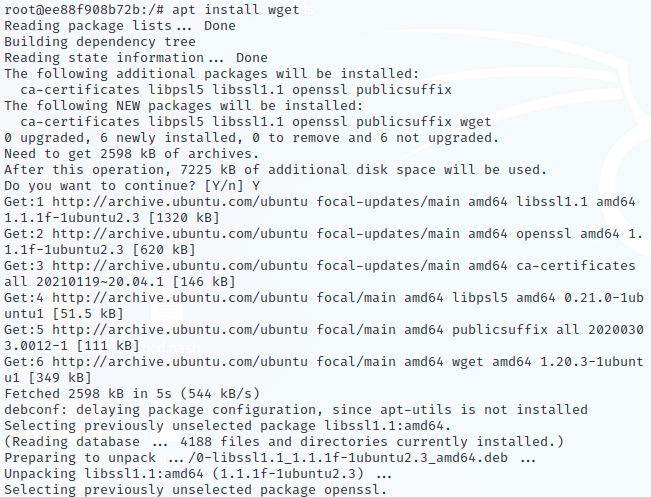 root@ee88f908b72b:/# apt install wget
Reading package lists... Done
Building dependency tree
Reading state information... Done
The following additional packages will be installed:
  ca-certificates libpsl5 libssl1.1 openssl publicsuffix
The following NEW packages will be installed:
  ca-certificates libpsl5 libssl1.1 openssl publicsuffix wget
0 upgraded, 6 newly installed, 0 to remove and 6 not upgraded.
Need to get 2598 kB of archives.
After this operation, 7225 kB of additional disk space will be used.
Do you want to continue? [Y/n] Y
Get:1 http://archive.ubuntu.com/ubuntu focal-updates/main amd64 libssl1.1 amd64
1.1.1f-1ubuntu2.3 [1320 kB]
Get:2 http://archive.ubuntu.com/ubuntu focal-updates/main amd64 openssl amd64 1.
1.1f-1ubuntu2.3 [620 kB]
Get:3 http://archive.ubuntu.com/ubuntu focal-updates/main amd64 ca-certificates
all 20210119~20.04.1 [146 kB]
Get:4 http://archive.ubuntu.com/ubuntu focal/main amd64 libpsl5 amd64 0.21.0-1ub
untu1 [51.5 kB]
Get:5 http://archive.ubuntu.com/ubuntu focal/main amd64 publicsuffix all 2020030
3.0012-1 [111 kB]
Get:6 http://archive.ubuntu.com/ubuntu focal/main amd64 wget amd64 1.20.3-1ubunt
u1 [349 kB]
Fetched 2598 kB in 5s (544 kB/s)
debconf: delaying package configuration, since apt-utils is not installed
Selecting previously unselected package libssl1.1:amd64.
(Reading database ... 4188 files and directories currently installed.)
Preparing to unpack .../0-libssl1.1_1.1.1f-1ubuntu2.3_amd64.deb ...
Unpacking libssl1.1:amd64 (1.1.1f-1ubuntu2.3) ...
Selecting previously unselected package openssl.